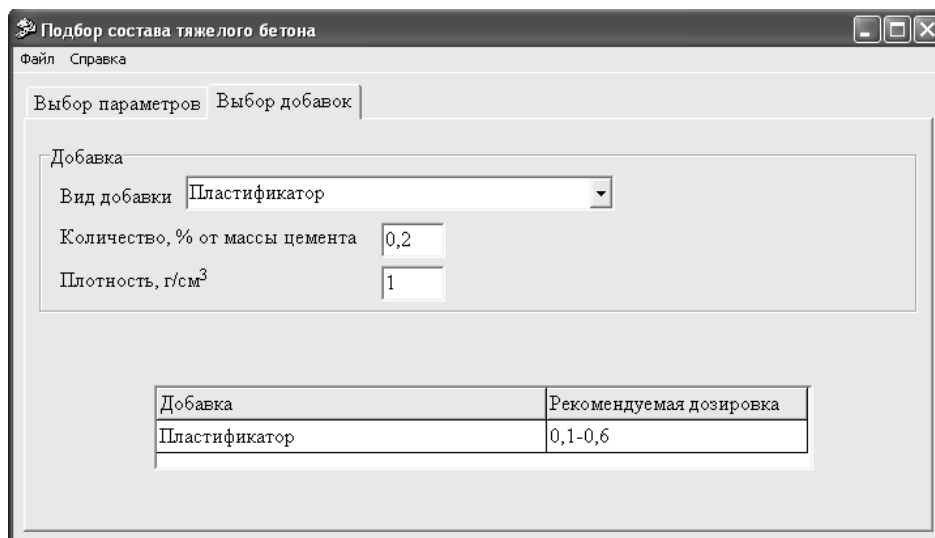 Подбор состава тяжелого бетона
Файл Справка
Выбор параметров Выбор добавок
Добавка
Вид добавки Пластификатор
Количество, % от массы цемента 0,2
Плотность, г/см³ 1
Добавка Рекомендуемая дозировка
Пластификатор 0,1-0,6